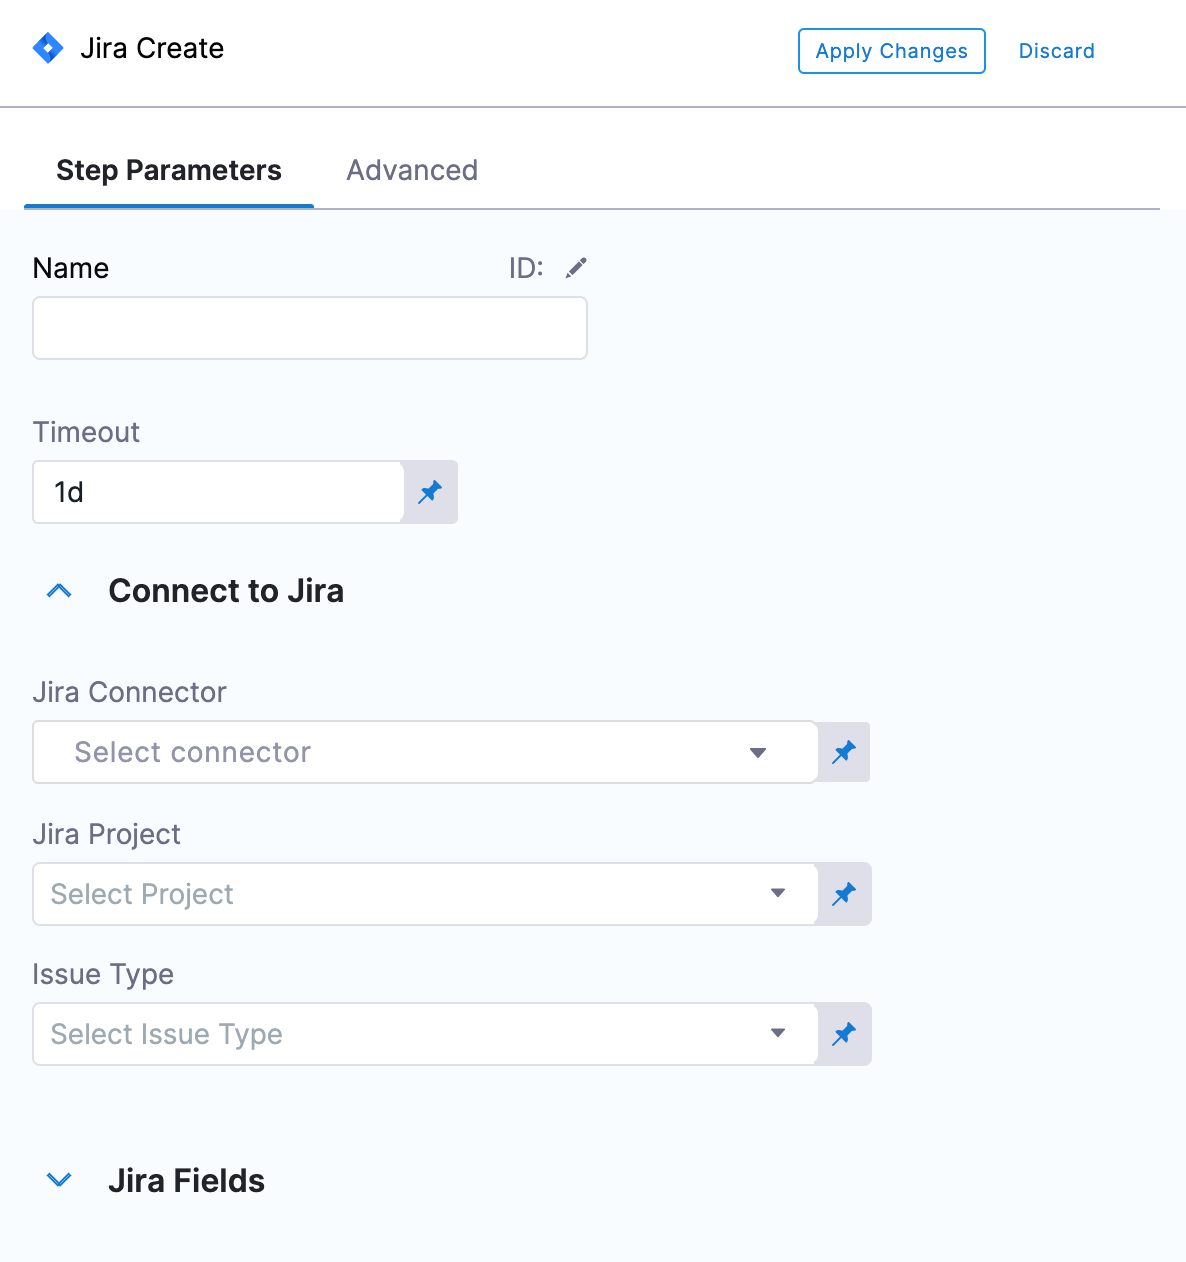 Jira Create
Apply Changes
Discard
Step Parameters
Advanced
Name
ID:
Timeout
1d
Connect to Jira
Jira Connector
Select connector
Jira Project
Select Project
Issue Type
Select Issue Type
Jira Fields